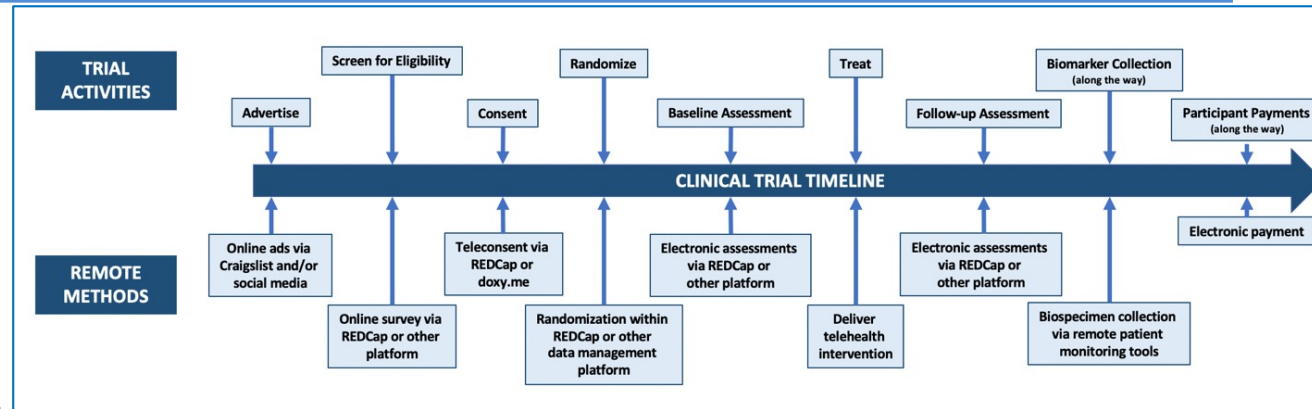 TRIAL
ACTIVITIES
Advertise
Screen for Eligibility
Consent
Randomize
Baseline Assessment
Treat
Follow-up Assessment
Biomarker Collection
(along the way)
Participant Payments
(along the way)
CLINICAL TRIAL TIMELINE
REMOTE
METHODS
Online ads via
Craigslist and/or
social media
Online survey via
REDCap or other
platform
Teleconsent via
REDCap or
doxy.me
Randomization within
REDCap or other
data management
platform
Electronic assessments
via REDCap or
other platform
Deliver
telehealth
intervention
Electronic assessments
via REDCap or
other platform
Biospecimen collection
via remote patient
monitoring tools
Electronic payment